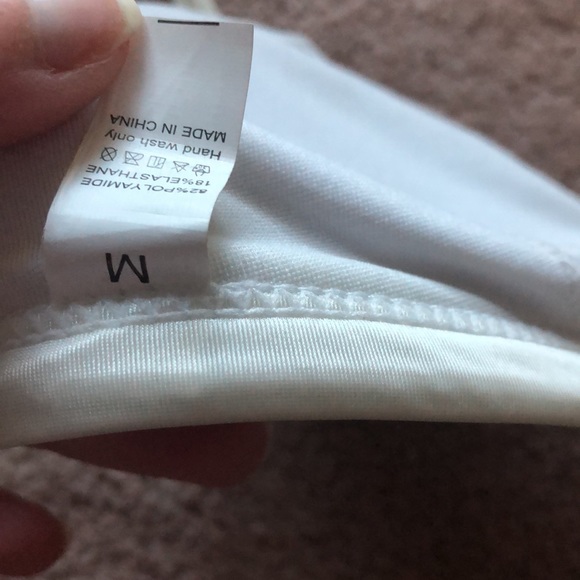 M
82%POLYAMIDE
18%ELASTHANE
Hand wash only
MADE IN CHINA